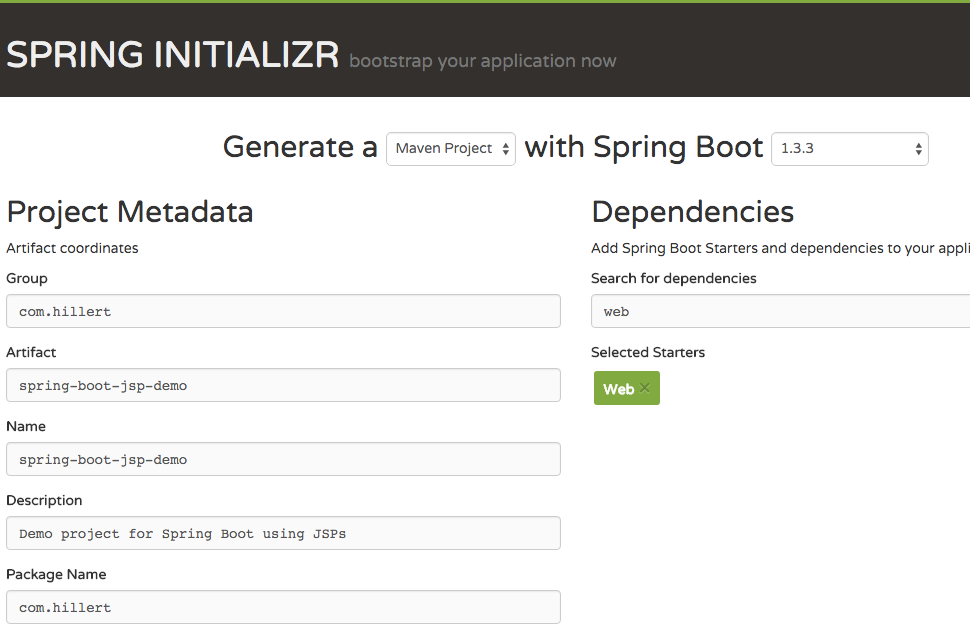 SPRING INITIALIZR bootstrap your application now
Generate a Maven Project with Spring Boot 1.3.3
Project Metadata
Artifact coordinates
Group
com.hillert
Artifact
spring-boot-jsp-demo
Name
spring-boot-jsp-demo
Description
Demo project for Spring Boot using JSPs
Package Name
com.hillert
Dependencies
Add Spring Boot Starters and dependencies to your appli
Search for dependencies
web
Selected Starters
Web ×